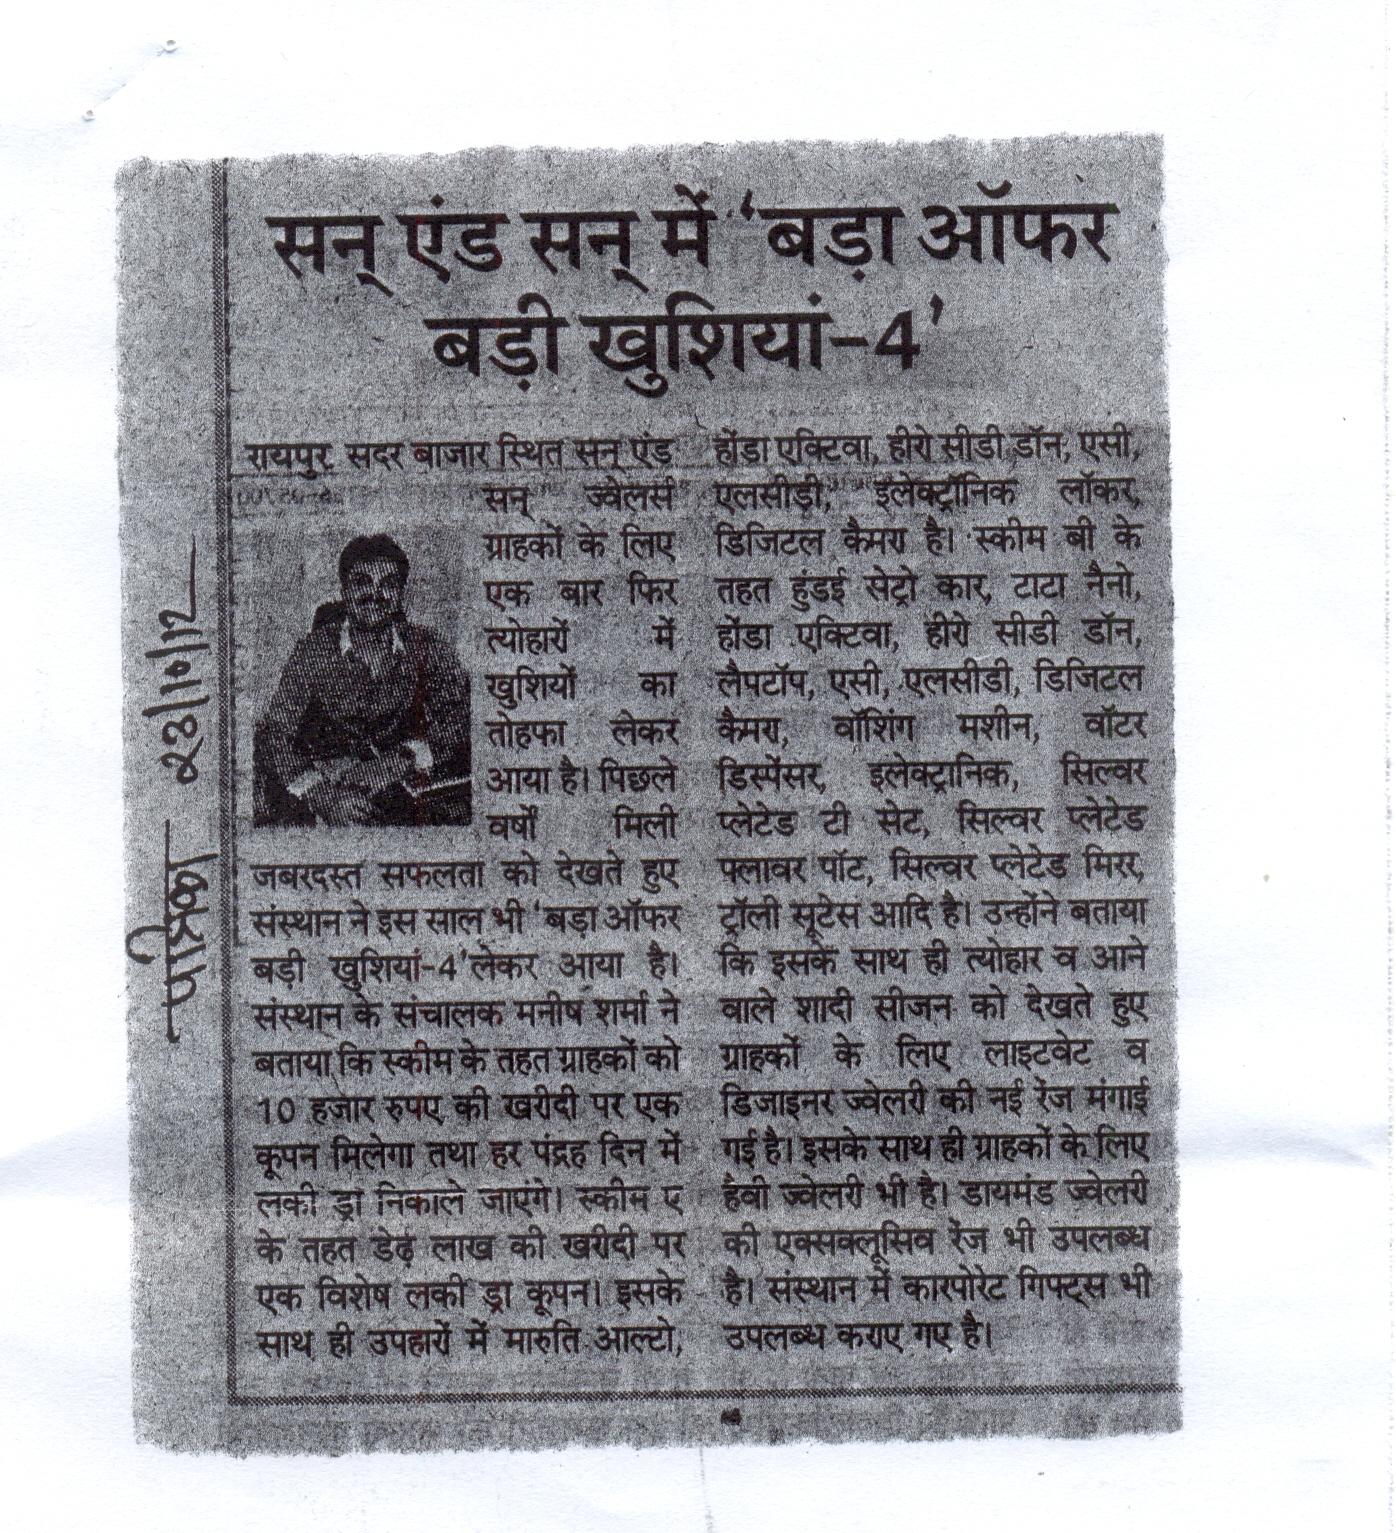 सन् एंड सन् में ‘बड़ा ऑफर
बड़ी खुशियां-4’
रायपुर. सदर बाजार स्थित सन् एंड
सन् ज्वेलर्स
ग्राहकों के लिए
एक बार फिर
त्योहारों में
खुशियों का
तोहफा लेकर
आया है। पिछले
वर्षों मिली
जबरदस्त सफलता को देखते हुए
संस्थान ने इस साल भी ‘बड़ा ऑफर
बड़ी खुशियां-4’लेकर आया है।
संस्थान के संचालक मनीष शर्मा ने
बताया कि स्कीम के तहत ग्राहकों को
10 हजार रुपए की खरीदी पर एक
कूपन मिलेगा तथा हर पंद्रह दिन में
लकी ड्रा निकाले जाएंगे। स्कीम ए
के तहत डेढ़ लाख की खरीदी पर
एक विशेष लकी ड्रा कूपन। इसके
साथ ही उपहारों में मारुति आल्टो,
होंडा एक्टिवा, हीरो सीडी डॉन, एसी,
एलसीडी, इलेक्ट्रॉनिक लॉकर,
डिजिटल कैमरा है। स्कीम बी के
तहत हुंडई सेट्रो कार, टाटा नैनो,
होंडा एक्टिवा, हीरो सीडी डॉन,
लैपटॉप, एसी, एलसीडी, डिजिटल
कैमरा, वॉशिंग मशीन, वॉटर
डिस्पेंसर, इलेक्ट्रानिक, सिल्वर
प्लेटेड टी सेट, सिल्वर प्लेटेड
फ्लावर पॉट, सिल्वर प्लेटेड मिरर,
ट्रॉली सूटेस आदि है। उन्होंने बताया
कि इसके साथ ही त्योहार व आने
वाले शादी सीजन को देखते हुए
ग्राहकों के लिए लाइटवेट व
डिजाइनर ज्वेलरी की नई रेंज मंगाई
गई है। इसके साथ ही ग्राहकों के लिए
हैवी ज्वेलरी भी है। डायमंड ज्वेलरी
की एक्सक्लूसिव रेंज भी उपलब्ध
है। संस्थान में कारपोरेट गिफ्ट्स भी
उपलब्ध कराए गए है।
पत्रिका 23/10/12